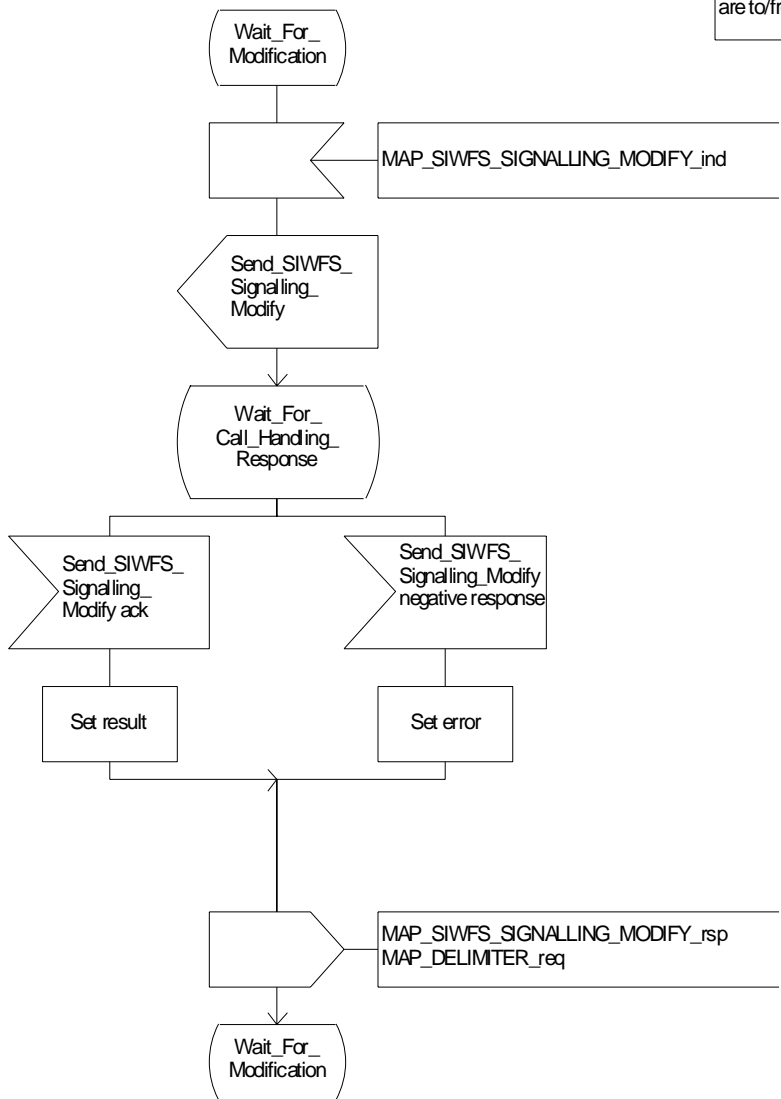 are to/fr
Wait_For_
Modification
MAP_SIWFS_SIGNALLING_MODIFY_ind
Send_SIWFS_
Signalling_
Modify
Wait_For_
Call_Handling_
Response
Send_SIWFS_
Signalling_
Modify ack
Send_SIWFS_
Signalling_Modify
negative response
Set result
Set error
MAP_SIWFS_SIGNALLING_MODIFY_rsp
MAP_DELIMITER_req
Wait_For_
Modification